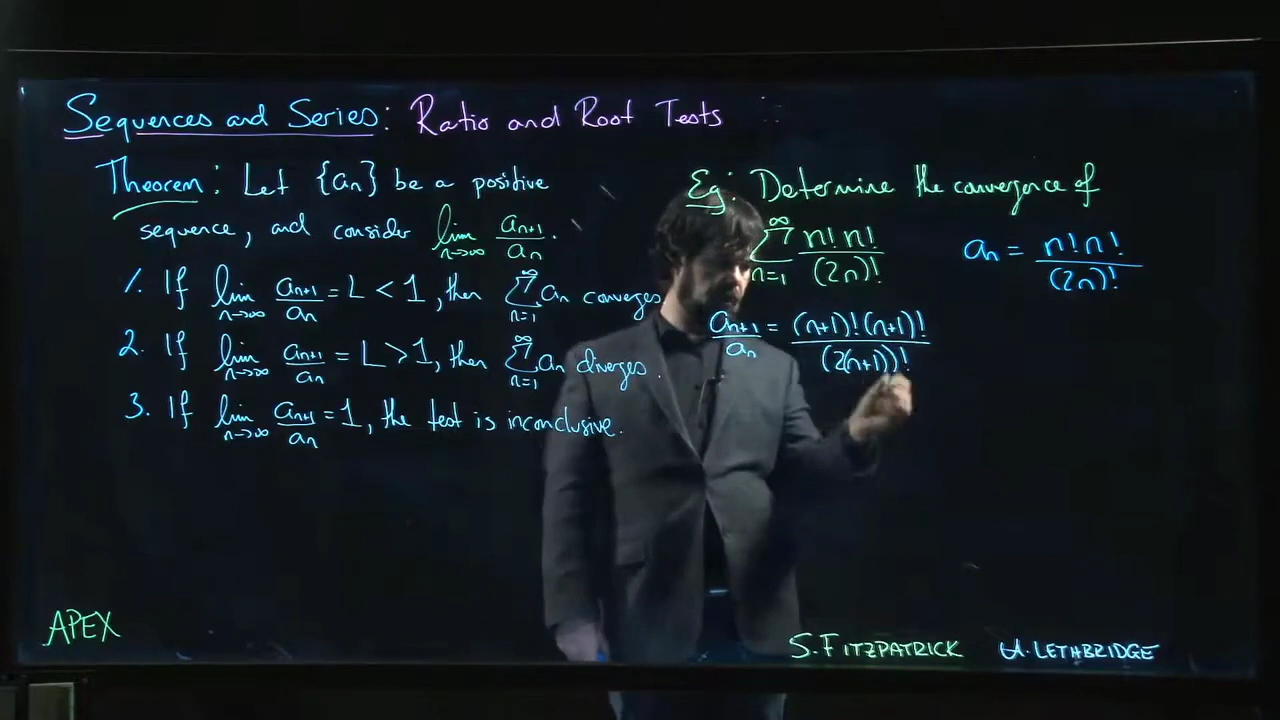 Sequences and Series: Ratio and Root Tests
Theorem: Let {an} be a positive
sequence, and consider lim n→∞ an+1/an.
1. If lim n→∞ an+1/an = L < 1, then ∞ Σ n=1 an converges.
2. If lim n→∞ an+1/an = L > 1, then ∞ Σ n=1 an diverges.
3. If lim n→∞ an+1/an = 1, the test is inconclusive.
Eg: Determine the convergence of
∞ Σ n=1 n! n!/(2n)!
an = n! n!/(2n)!
an+1/an = (n+1)!(n+1)!/(2(n+1))!
APEX
S. FITZPATRICK
U. LETHBRIDGE